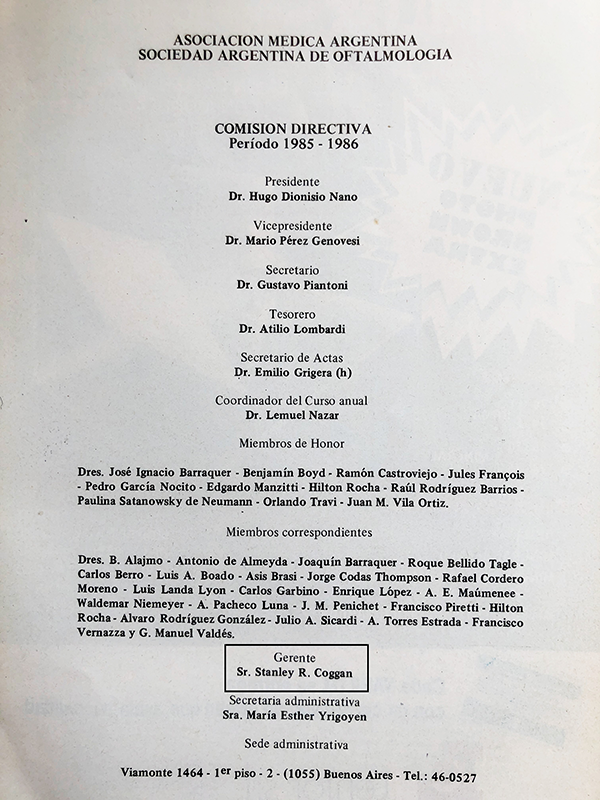 ASOCIACION MEDICA ARGENTINA
SOCIEDAD ARGENTINA DE OFTALMOLOGIA
COMISION DIRECTIVA
Período 1985 - 1986
Presidente
Dr. Hugo Dionisio Nano
Vicepresidente
Dr. Mario Pérez Genovesi
Secretario
Dr. Gustavo Piantoni
Tesorero
Dr. Atilio Lombardi
Secretario de Actas
Dr. Emilio Grigera (h)
Coordinador del Curso anual
Dr. Lemuel Nazar
Miembros de Honor
Dres. José Ignacio Barraquer - Benjamín Boyd - Ramón Castroviejo - Jules François
- Pedro García Nocito - Edgardo Manzitti - Hilton Rocha - Raúl Rodríguez Barrios -
Paulina Satanowsky de Neumann - Orlando Travi - Juan M. Vila Ortiz.
Miembros correspondientes
Dres. B. Alajmo - Antonio de Almeyda - Joaquín Barraquer - Roque Bellido Tagle -
Carlos Berro - Luis A. Boado - Asis Brasi - Jorge Codas Thompson - Rafael Cordero
Moreno - Luis Landa Lyon - Carlos Garbino - Enrique López - A. E. Maúmenee -
Waldemar Niemeyer - A. Pacheco Luna - J. M. Penichet - Francisco Piretti - Hilton
Rocha - Alvaro Rodríguez González - Julio A. Sicardi - A. Torres Estrada - Francisco
Vernazza y G. Manuel Valdés.
Gerente
Sr. Stanley R. Coggan
Secretaria administrativa
Sra. María Esther Yrigoyen
Sede administrativa
Viamonte 1464 - 1er piso - 2 - (1055) Buenos Aires - Tel.: 46-0527